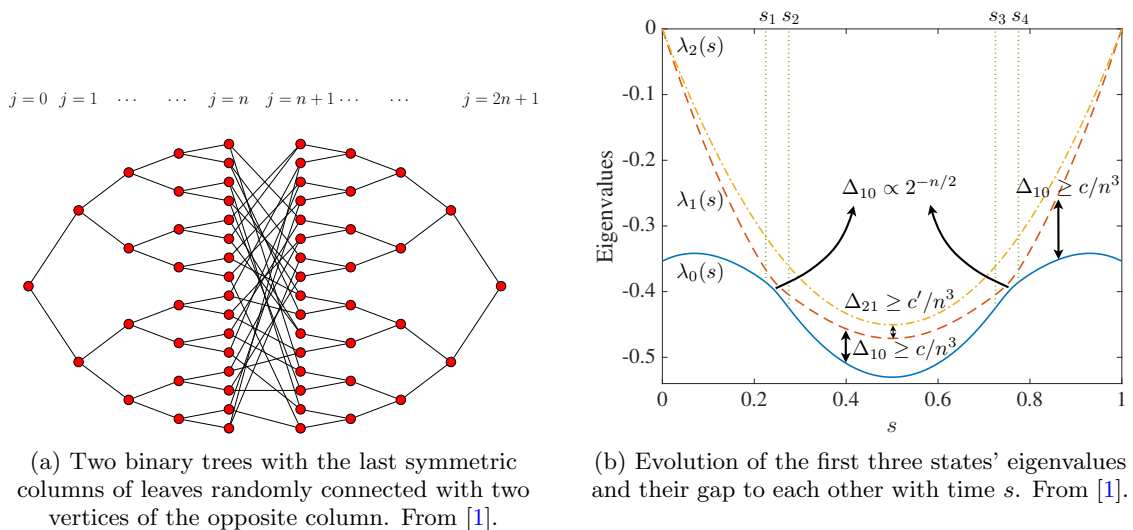 j = 0 j = 1 ··· ··· j = n j = n + 1 ··· ··· j = 2n + 1
(a) Two binary trees with the last symmetric
columns of leaves randomly connected with two
vertices of the opposite column. From [1].
s₁ s₂ s₃ s₄
0
-0.1
-0.2
-0.3
-0.4
-0.5
Eigenvalues
λ₂(s)
λ₁(s)
λ₀(s)
Δ₁₀ ∝ 2^{-n/2}
Δ₁₀ ≥ c/n³
Δ₂₁ ≥ c′/n³
Δ₁₀ ≥ c/n³
0 0.2 0.4 0.6 0.8 1
s
(b) Evolution of the first three states' eigenvalues
and their gap to each other with time s. From [1].